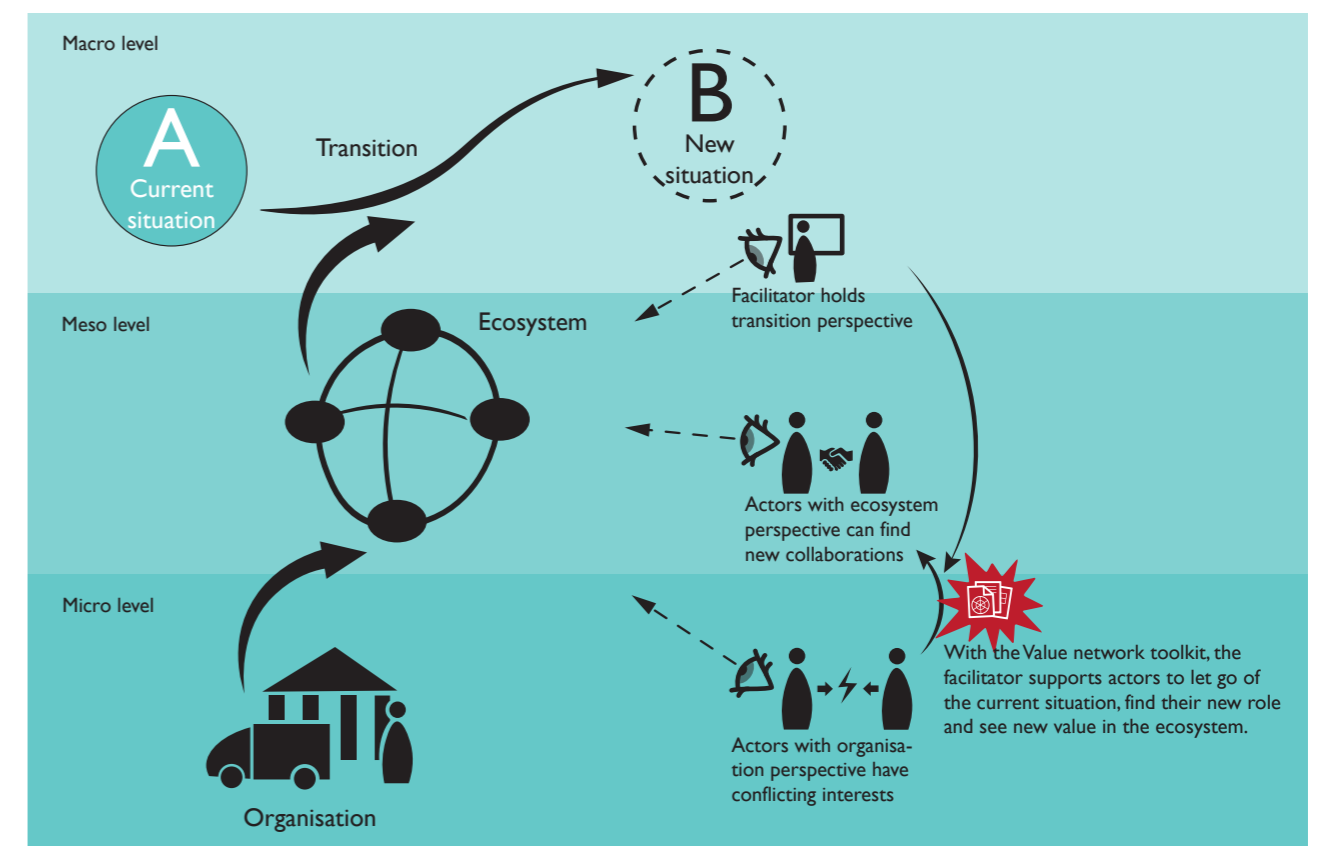 Macro level
A
Current
situation
Transition
B
New
situation
Facilitator holds
transition perspective
Meso level
Ecosystem
Actors with ecosystem
perspective can find
new collaborations
Micro level
Organisation
Actors with organisa-
tion perspective have
conflicting interests
With the Value network toolkit, the
facilitator supports actors to let go of
the current situation, find their new role
and see new value in the ecosystem.